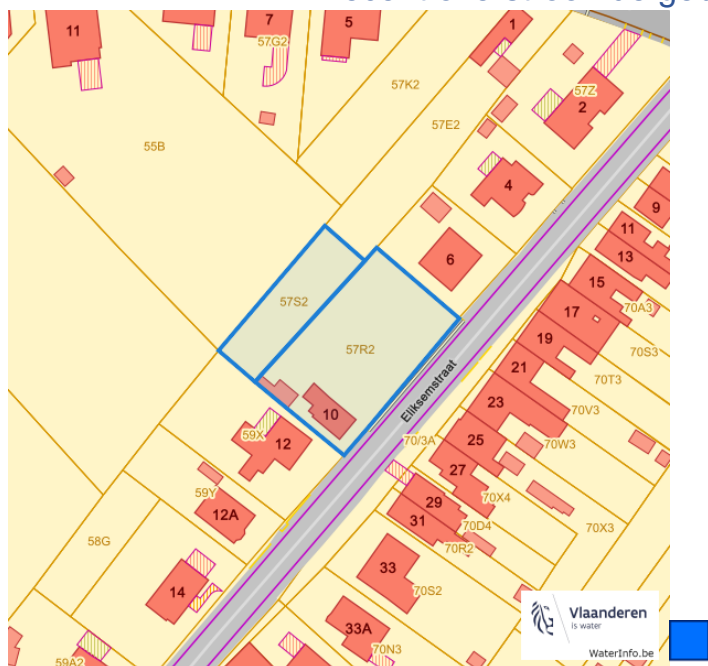 11
7
5
1
57G2
57Z
2
57K2
57E2
55B
4
9
11
13
6
15
57S2
17
70A3
57R2
19
70S3
21
70T3
Eliksemstraat
23
70V3
10
59X
12
70/3A
25
70W3
27
59Y
29
70X4
12A
31
70D4
70X3
58G
70R2
33
14
70S2
33A
70N3
59A2
Vlaanderen
is water
WaterInfo.be